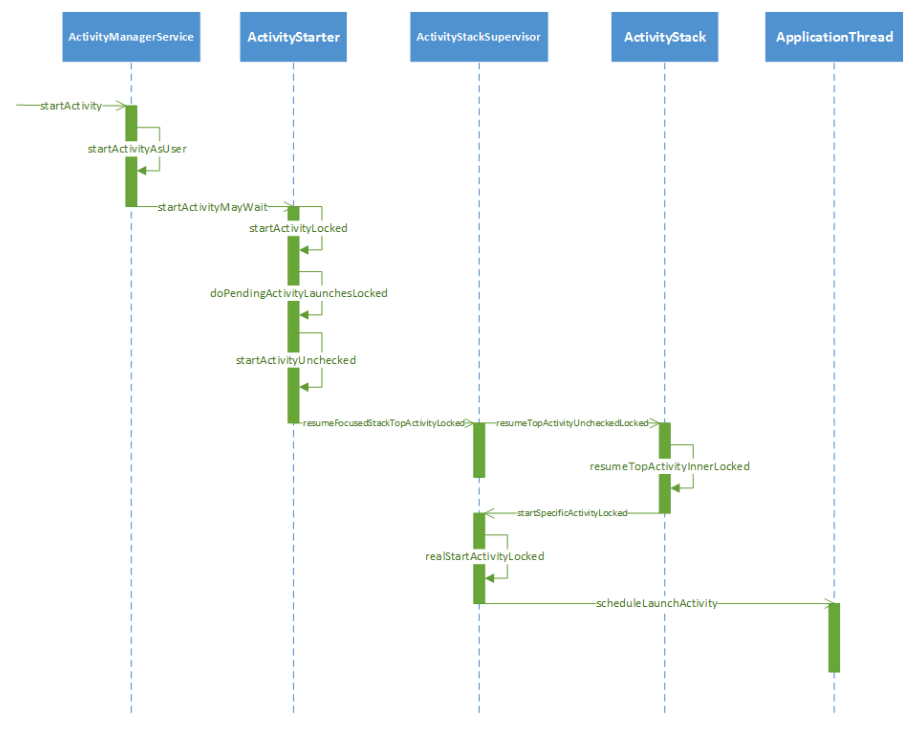 ActivityManagerService
ActivityStarter
ActivityStackSupervisor
ActivityStack
ApplicationThread
startActivity
startActivityAsUser
startActivityMayWait
startActivityLocked
doPendingActivityLaunchesLocked
startActivityUnchecked
resumeFocusedStackTopActivityLocked
resumeTopActivityUncheckedLocked
resumeTopActivityInnerLocked
startSpecificActivityLocked
realStartActivityLocked
scheduleLaunchActivity